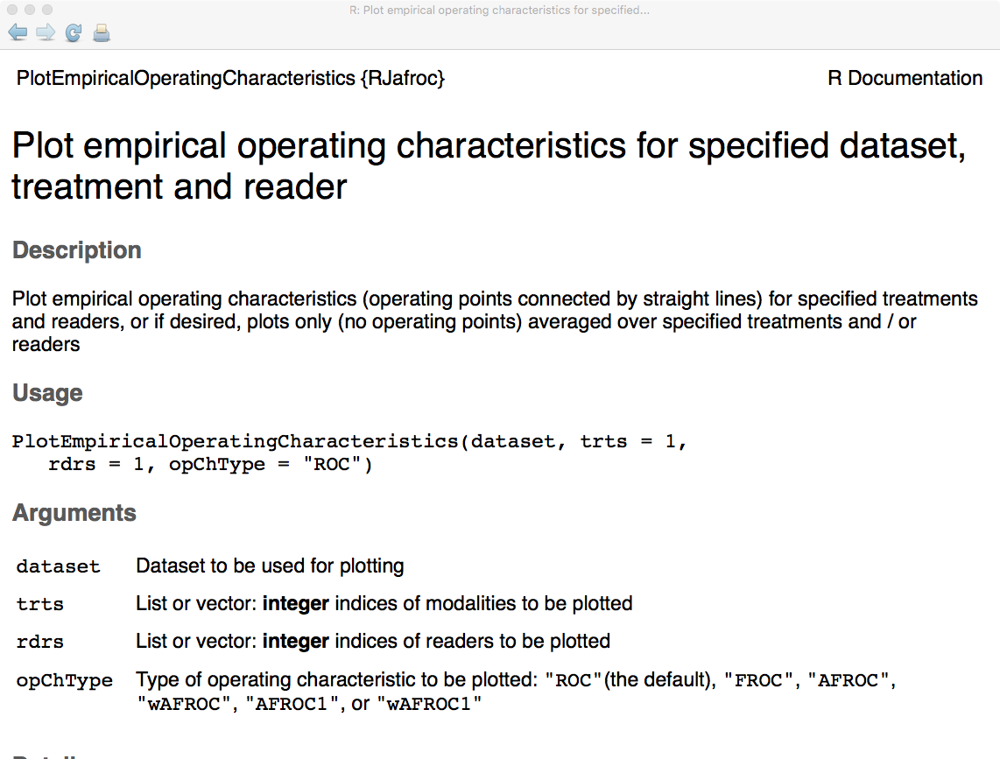 R: Plot empirical operating characteristics for specified...
PlotEmpiricalOperatingCharacteristics {RJafroc}
R Documentation
Plot empirical operating characteristics for specified dataset,
treatment and reader
Description
Plot empirical operating characteristics (operating points connected by straight lines) for specified treatments
and readers, or if desired, plots only (no operating points) averaged over specified treatments and / or
readers
Usage
PlotEmpiricalOperatingCharacteristics(dataset, trts = 1,
rdrs = 1, opChType = "ROC")
Arguments
dataset Dataset to be used for plotting
trts List or vector: integer indices of modalities to be plotted
rdrs List or vector: integer indices of readers to be plotted
opChType Type of operating characteristic to be plotted: "ROC"(the default), "FROC", "AFROC",
"wAFROC", "AFROC1", or "wAFROC1"